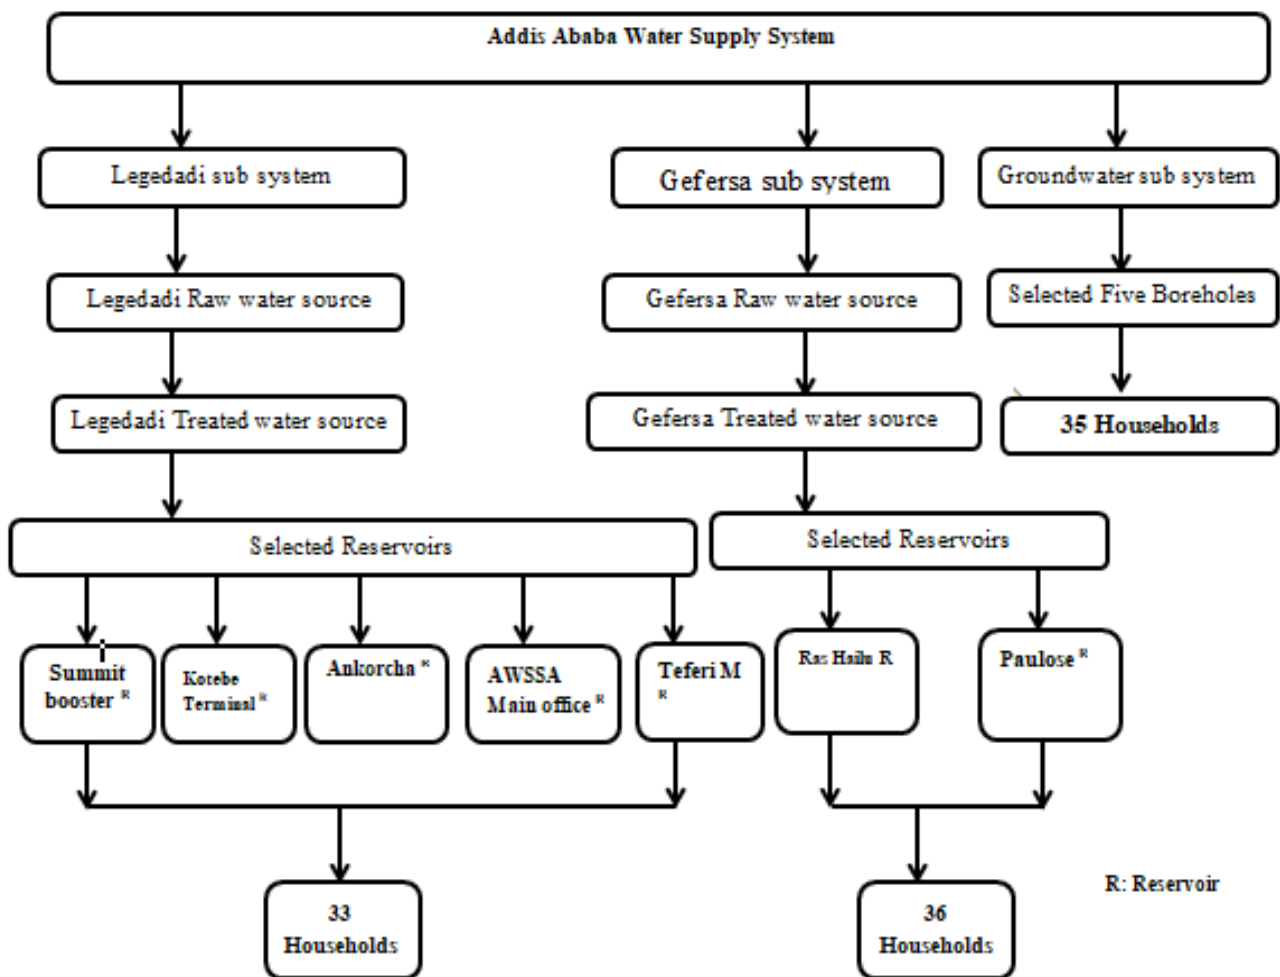 Addis Ababa Water Supply System
Legedadi sub system
Gefersa sub system
Groundwater sub system
Legedadi Raw water source
Gefersa Raw water source
Selected Five Boreholes
Legedadi Treated water source
Gefersa Treated water source
35 Households
Selected Reservoirs
Selected Reservoirs
Summit
booster R
Kotebe
Terminal R
Ankorcha R
AWSSA
Main office R
Teferi M
R
Ras Hailu R
Paulose R
R: Reservoir
33
Households
36
Households